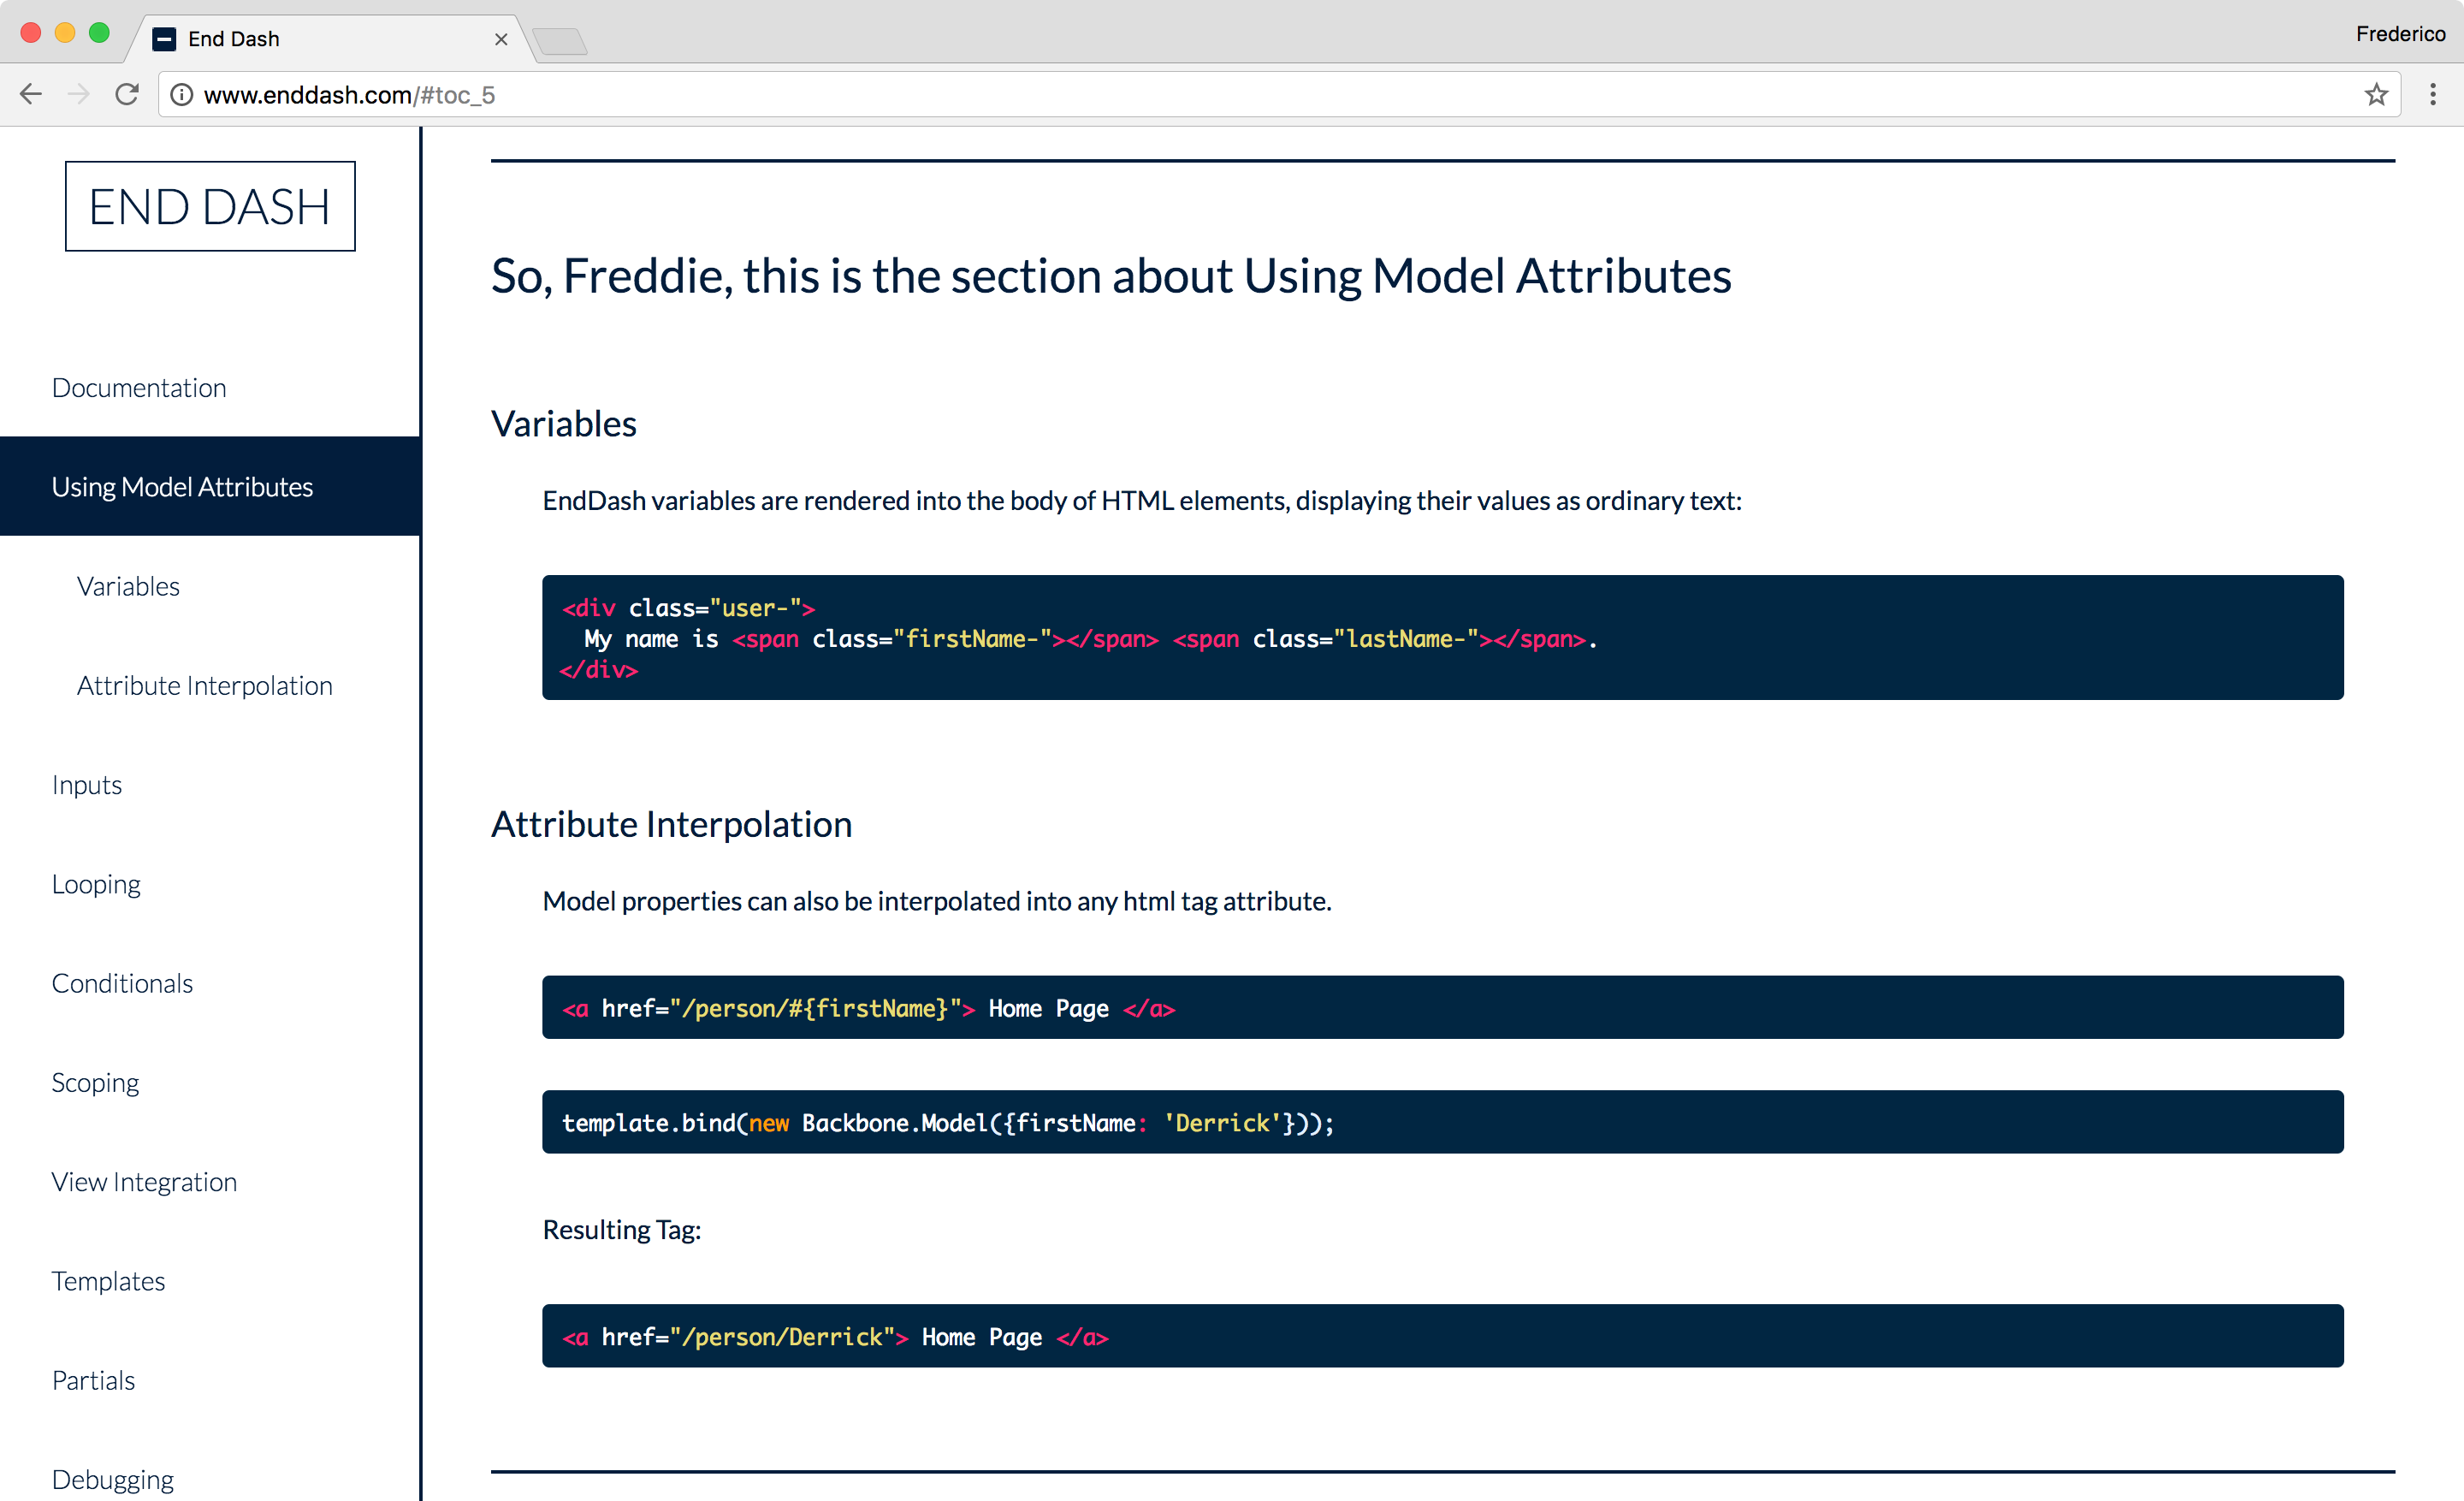 End Dash
Frederico
www.enddash.com/#toc_5
END DASH
Documentation
Using Model Attributes
Variables
Attribute Interpolation
Inputs
Looping
Conditionals
Scoping
View Integration
Templates
Partials
Debugging
So, Freddie, this is the section about Using Model Attributes
Variables
EndDash variables are rendered into the body of HTML elements, displaying their values as ordinary text:
<div class="user-">
  My name is <span class="firstName-"></span> <span class="lastName-"></span>.
</div>
Attribute Interpolation
Model properties can also be interpolated into any html tag attribute.
<a href="/person/#{firstName}"> Home Page </a>
template.bind(new Backbone.Model({firstName: 'Derrick'}));
Resulting Tag:
<a href="/person/Derrick"> Home Page </a>